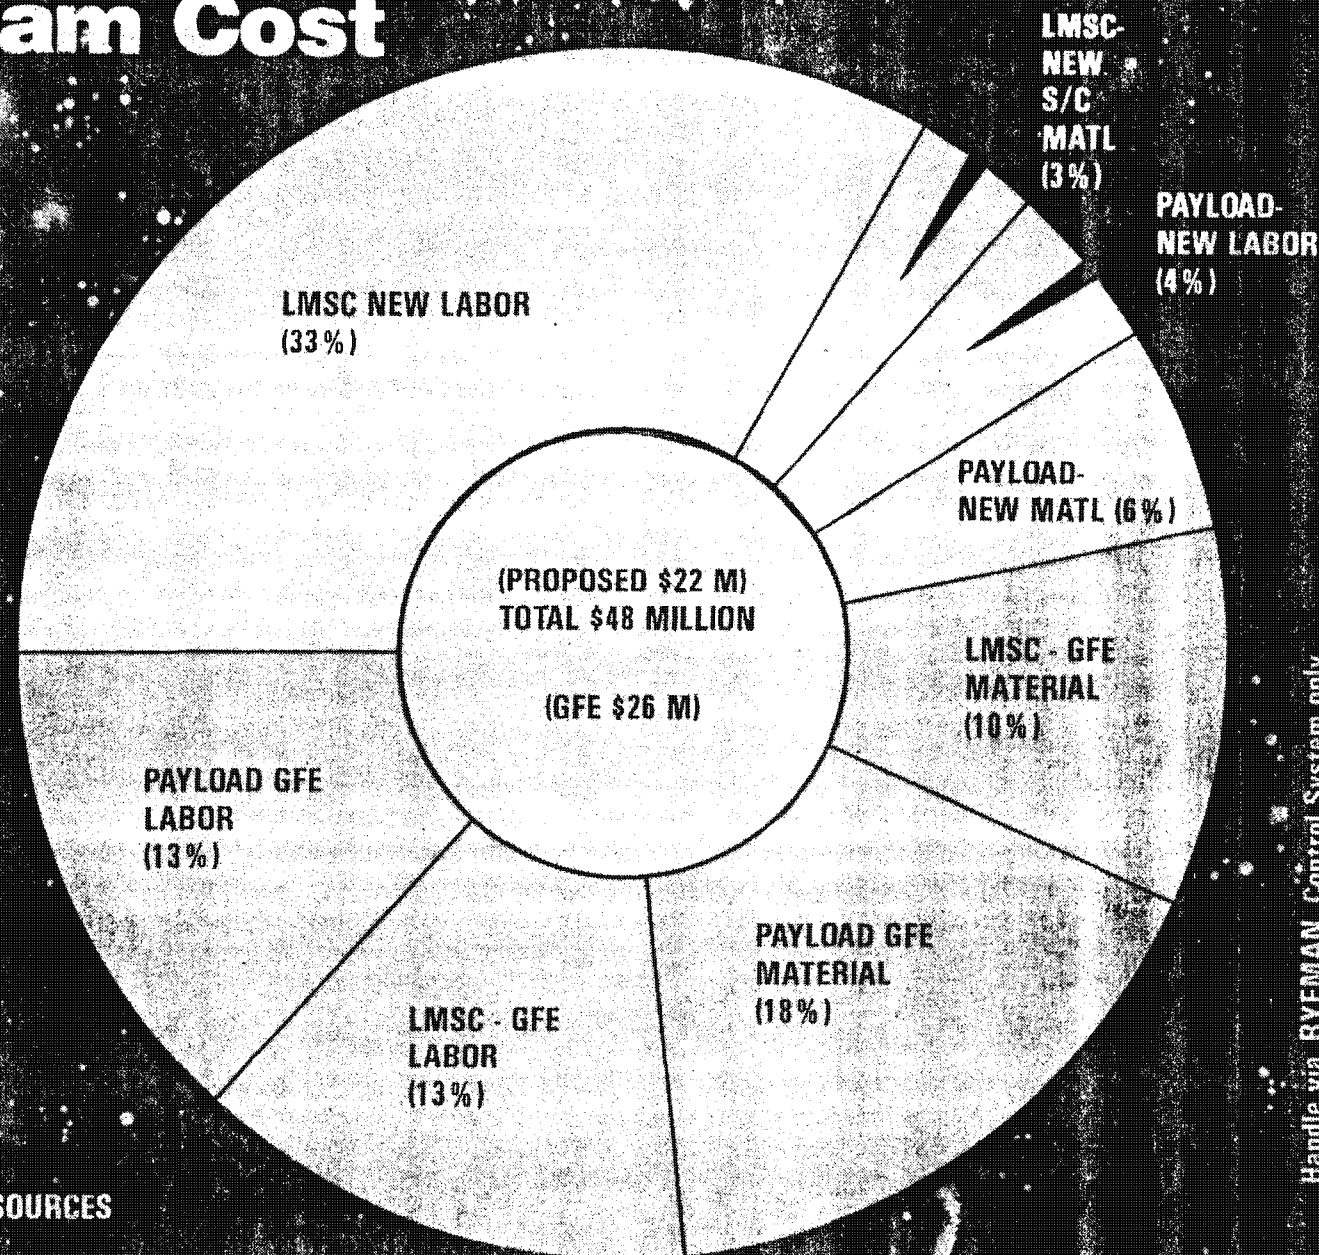 am Cost
LMSC-
NEW
S/C
MATL
(3%)
PAYLOAD-
NEW LABOR
(4%)
LMSC NEW LABOR
(33%)
PAYLOAD-
NEW MATL (6%)
(PROPOSED $22 M)
TOTAL $48 MILLION
(GFE $26 M)
LMSC - GFE
MATERIAL
(10%)
PAYLOAD GFE
LABOR
(13%)
PAYLOAD GFE
MATERIAL
(18%)
LMSC - GFE
LABOR
(13%)
SOURCES
Handle via BYEMAN Control System only